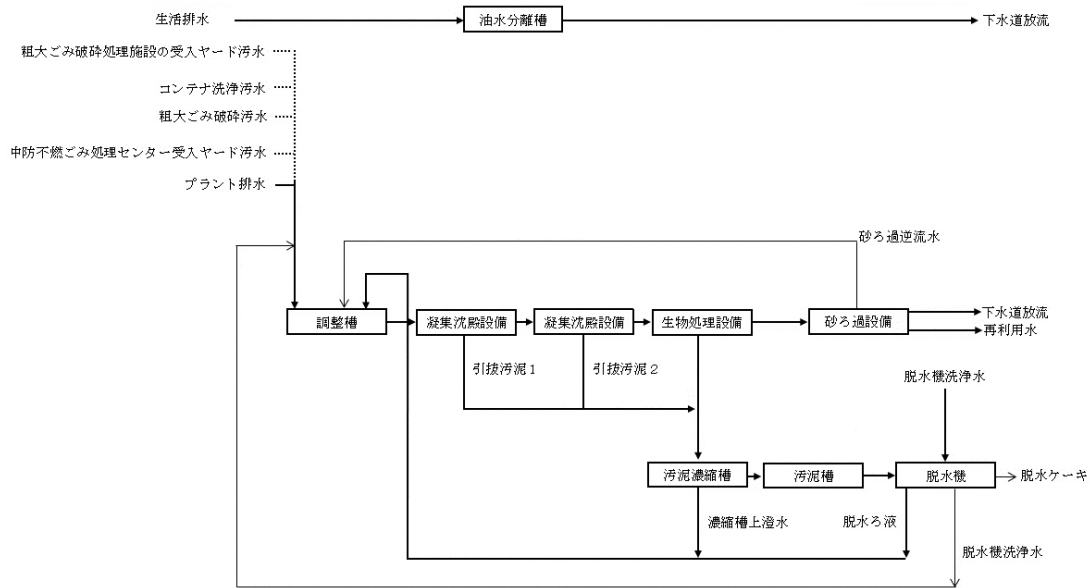 生活排水
油水分離槽
下水道放流
粗大ごみ破砕処理施設の受入ヤード汚水
コンテナ洗浄汚水
粗大ごみ破砕汚水
中防不燃ごみ処理センター受入ヤード汚水
プラント排水
砂ろ過逆流水
調整槽
凝集沈殿設備
凝集沈殿設備
生物処理設備
砂ろ過設備
下水道放流
再利用水
引抜汚泥1
引抜汚泥2
脱水機洗浄水
汚泥濃縮槽
汚泥槽
脱水機
脱水ケーキ
濃縮槽上澄水
脱水ろ液
脱水機洗浄水